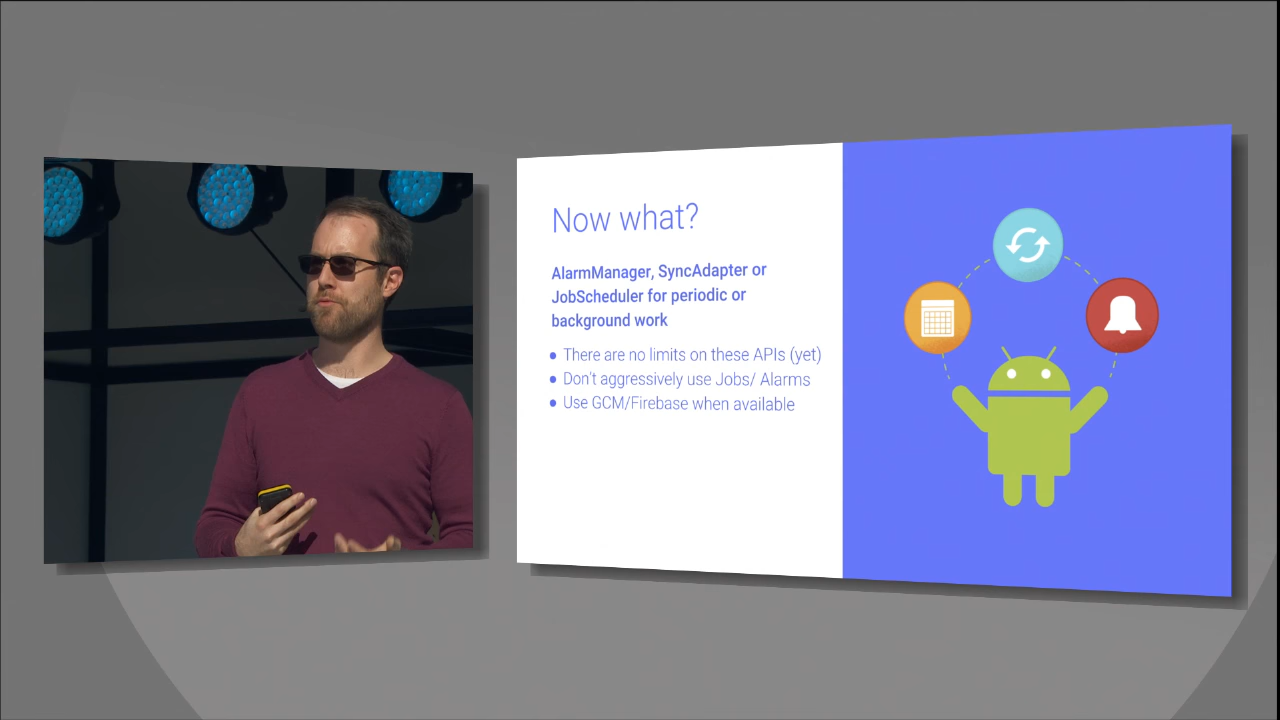 Now what?
AlarmManager, SyncAdapter or
JobScheduler for periodic or
background work
There are no limits on these APIs (yet)
Don't aggressively use Jobs/ Alarms
Use GCM/Firebase when available